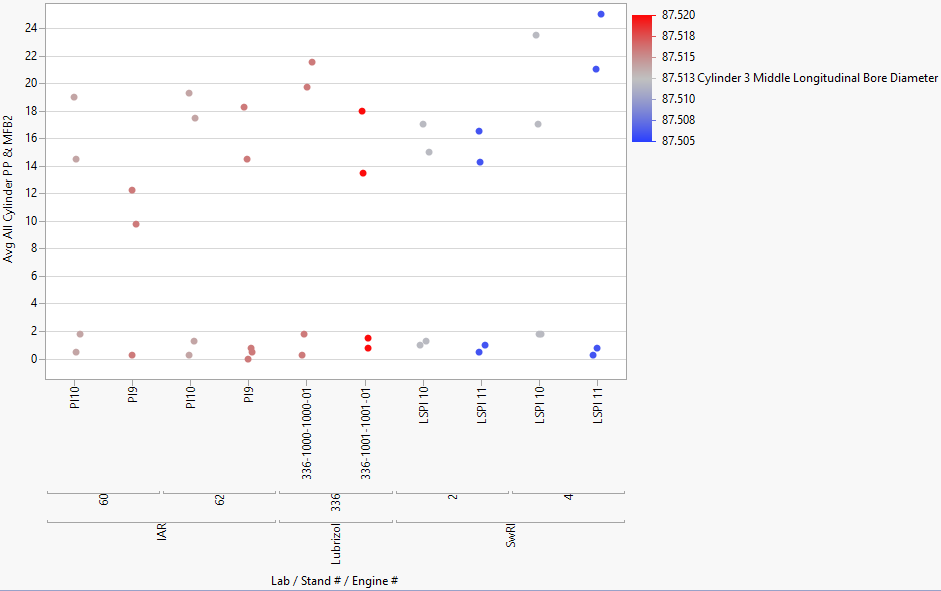 Avg All Cylinder PP & MFB2
24
22
20
18
16
14
12
10
8
6
4
2
0
PI10
PI9
PI10
PI9
336-1000-1000-01
336-1001-1001-01
LSPI 10
LSPI 11
LSPI 10
LSPI 11
60
62
336
2
4
IAR
Lubrizol
SwRI
Lab / Stand # / Engine #
87.520
87.518
87.515
87.513 Cylinder 3 Middle Longitudinal Bore Diameter
87.510
87.508
87.505